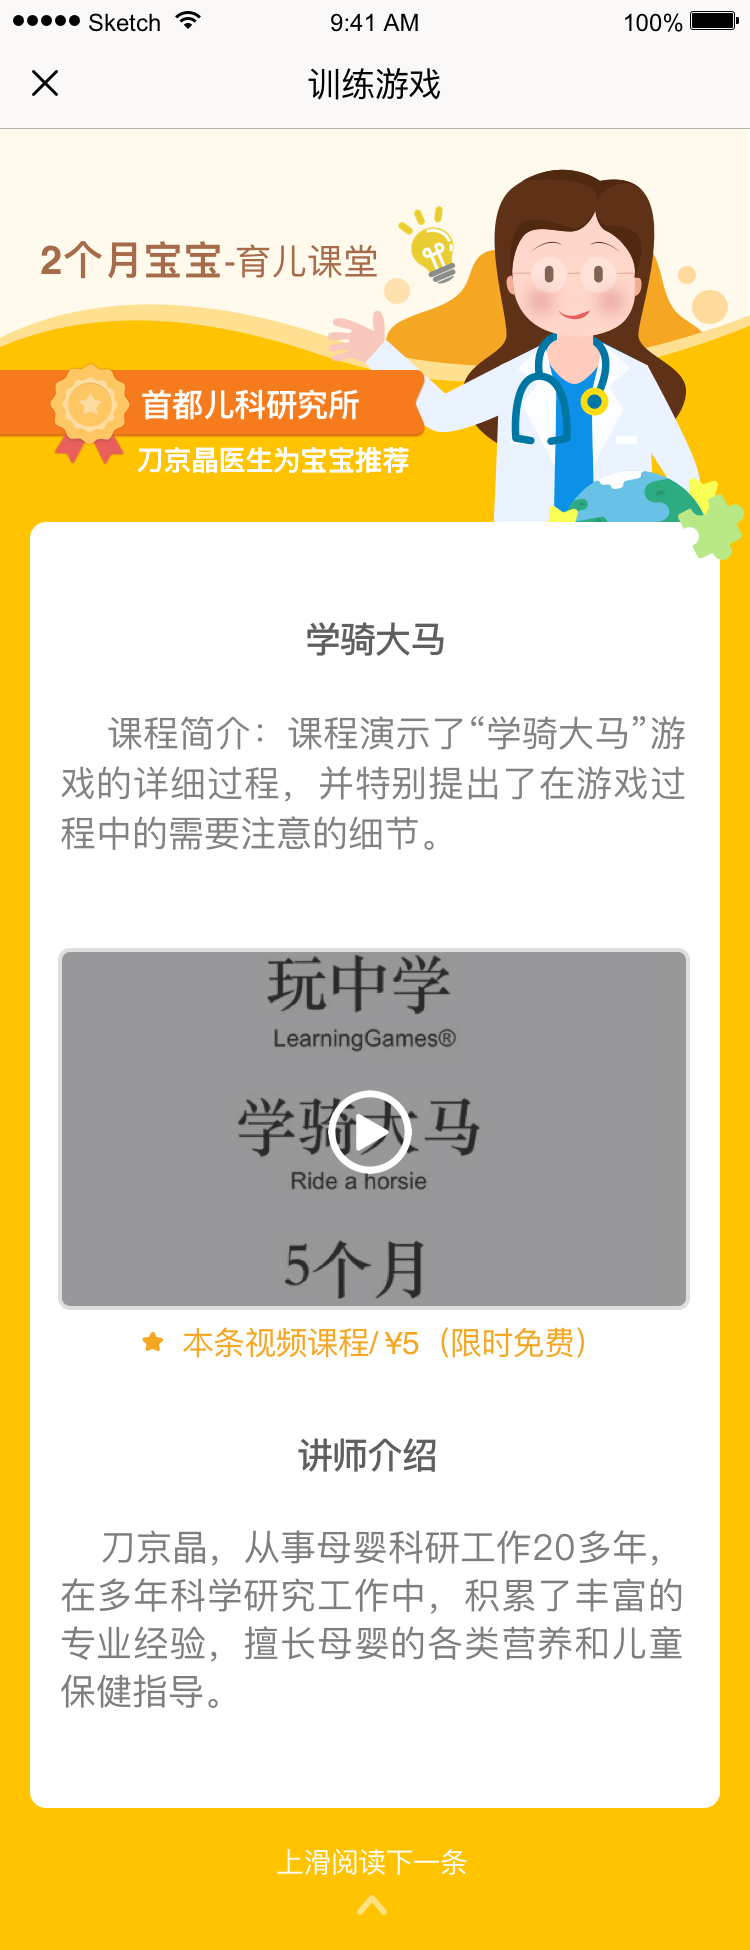 Sketch 9:41 AM 100%
训练游戏
2个月宝宝-育儿课堂
首都儿科研究所
刀京晶医生为宝宝推荐
学骑大马
课程简介：课程演示了“学骑大马”游
戏的详细过程，并特别提出了在游戏过
程中的需要注意的细节。
玩中学
LearningGames®
学骑大马
Ride a horsie
5个月
本条视频课程/ ¥5（限时免费）
讲师介绍
刀京晶，从事母婴科研工作20多年，
在多年科学研究工作中，积累了丰富的
专业经验，擅长母婴的各类营养和儿童
保健指导。
上滑阅读下一条